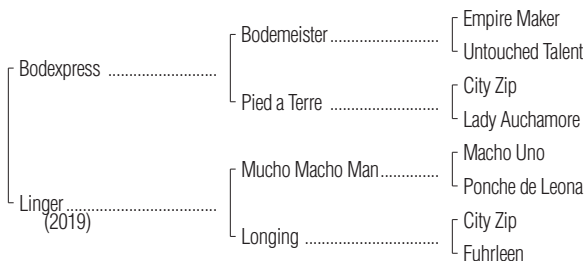 Empire Maker
Bodemeister
Untouched Talent
Bodexpress
City Zip
Pied a Terre
Lady Auchamore
Macho Uno
Mucho Macho Man
Ponche de Leona
Linger
(2019)
City Zip
Longing
Fuhrleen